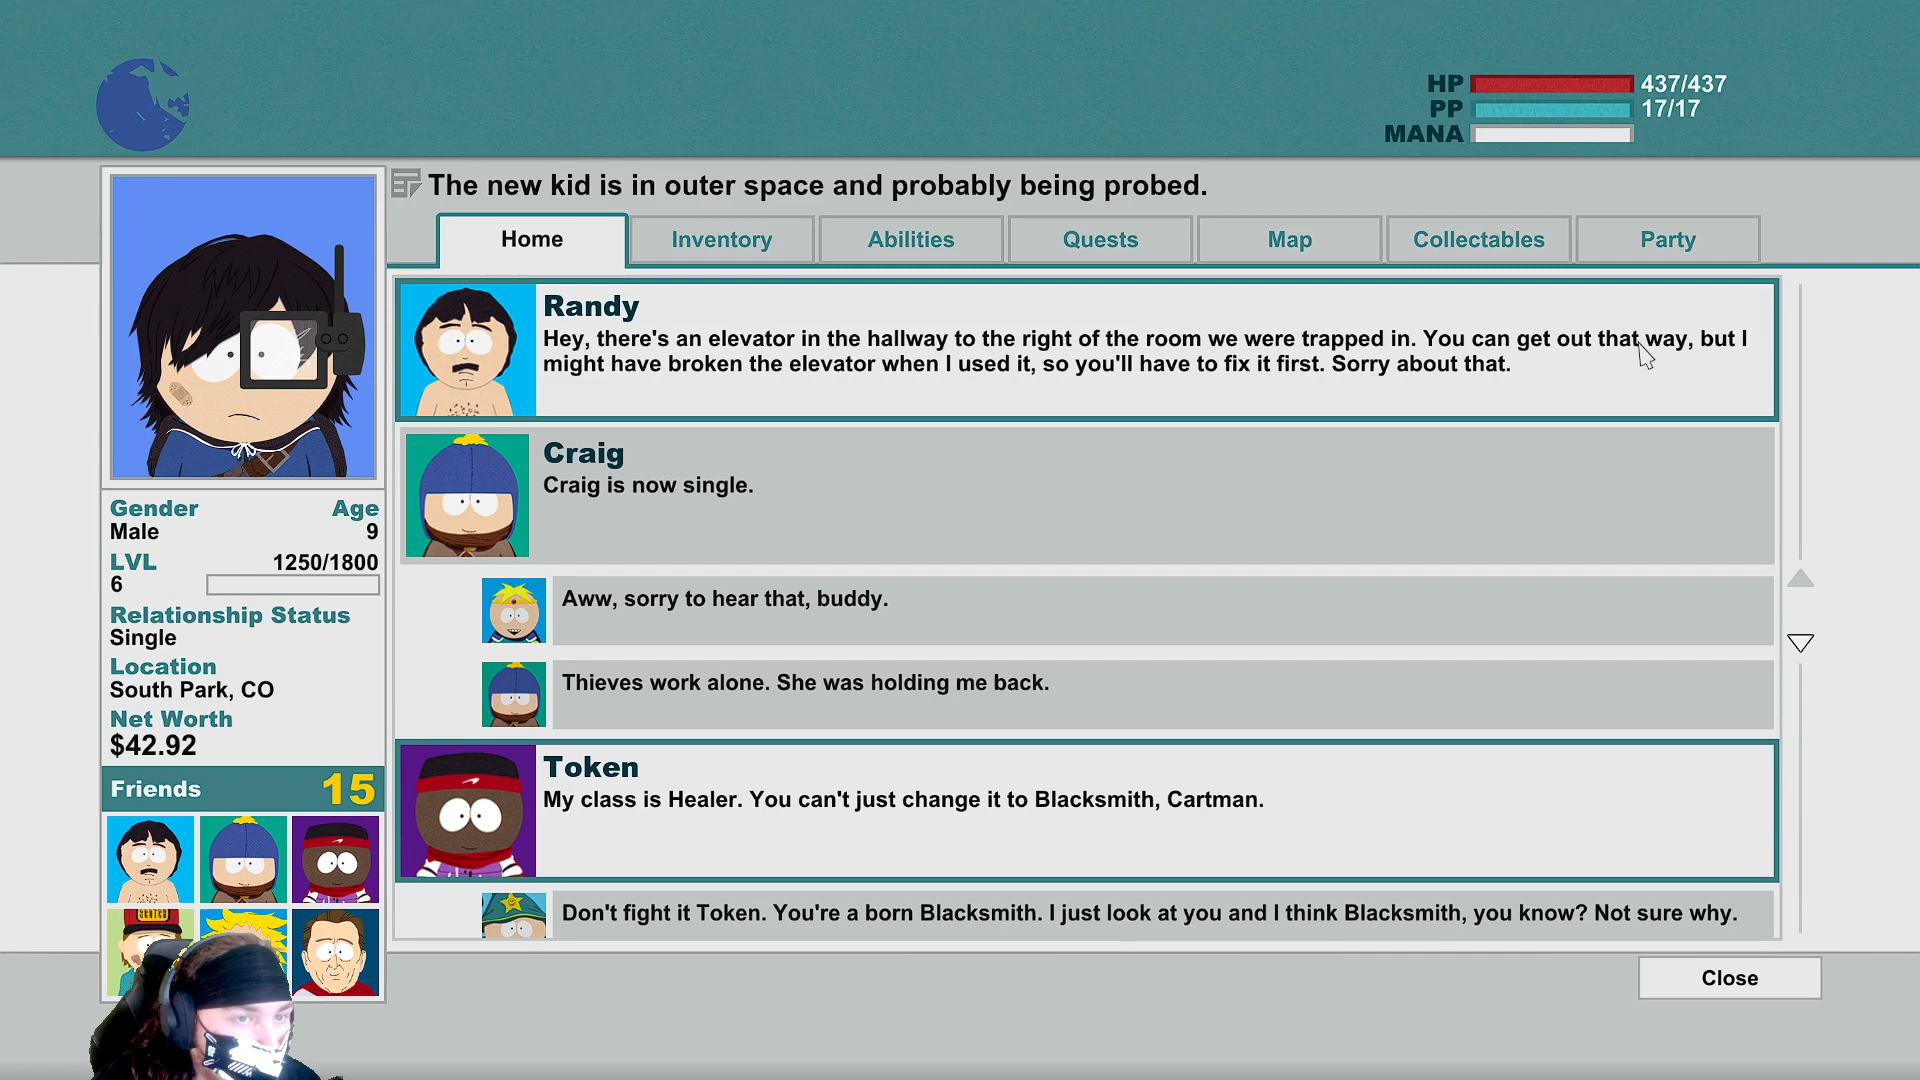 HP 437/437
PP 17/17
MANA
The new kid is in outer space and probably being probed.
Home Inventory Abilities Quests Map Collectables Party
Gender Age
Male 9
LVL 1250/1800
6
Relationship Status
Single
Location
South Park, CO
Net Worth
$42.92
Friends 15
Randy
Hey, there's an elevator in the hallway to the right of the room we were trapped in. You can get out that way, but I
might have broken the elevator when I used it, so you'll have to fix it first. Sorry about that.
Craig
Craig is now single.
Aww, sorry to hear that, buddy.
Thieves work alone. She was holding me back.
Token
My class is Healer. You can't just change it to Blacksmith, Cartman.
Don't fight it Token. You're a born Blacksmith. I just look at you and I think Blacksmith, you know? Not sure why.
Close